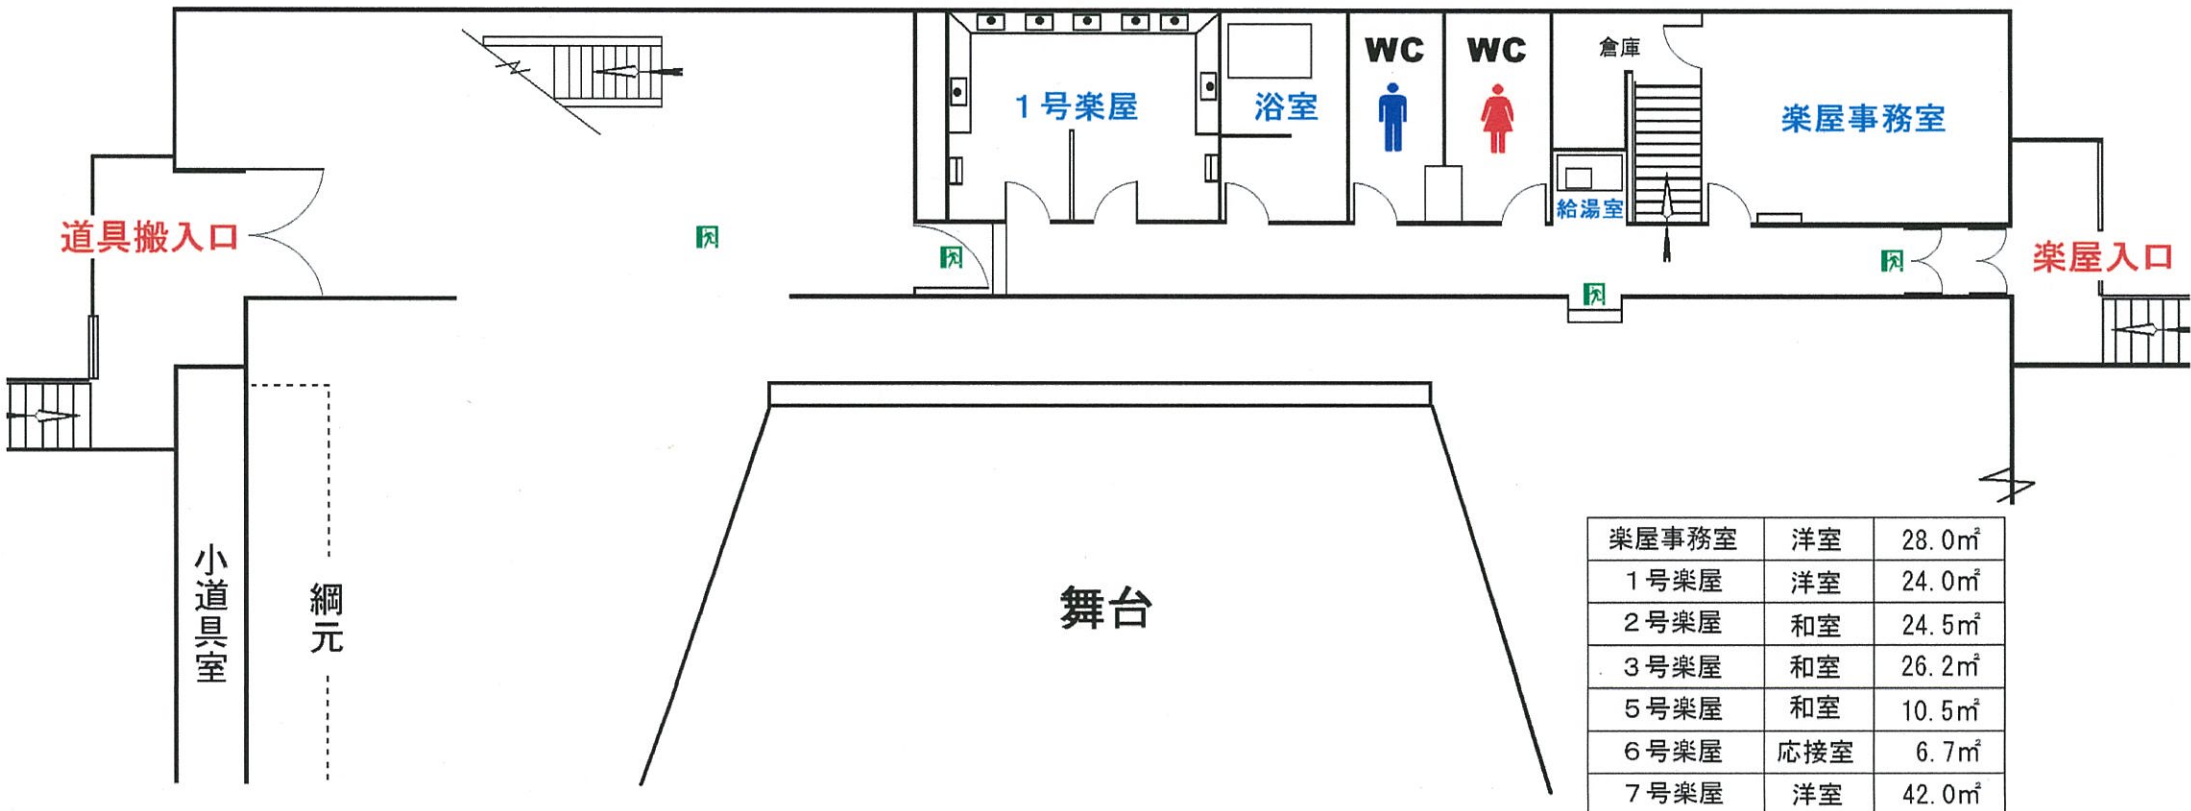 WC
WC
倉庫
１号楽屋
浴室
楽屋事務室
給湯室
道具搬入口
楽屋入口
小道具室
綱元
舞台
楽屋事務室 洋室 28.0㎡
１号楽屋 洋室 24.0㎡
２号楽屋 和室 24.5㎡
３号楽屋 和室 26.2㎡
５号楽屋 和室 10.5㎡
６号楽屋 応接室 6.7㎡
７号楽屋 洋室 42.0㎡